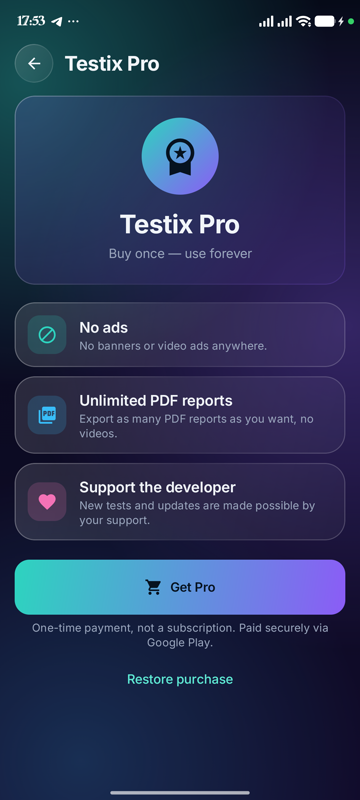 17:53
Testix Pro
Testix Pro
Buy once — use forever
No ads
No banners or video ads anywhere.
PDF
Unlimited PDF reports
Export as many PDF reports as you want, no
videos.
Support the developer
New tests and updates are made possible by
your support.
Get Pro
One-time payment, not a subscription. Paid securely via
Google Play.
Restore purchase